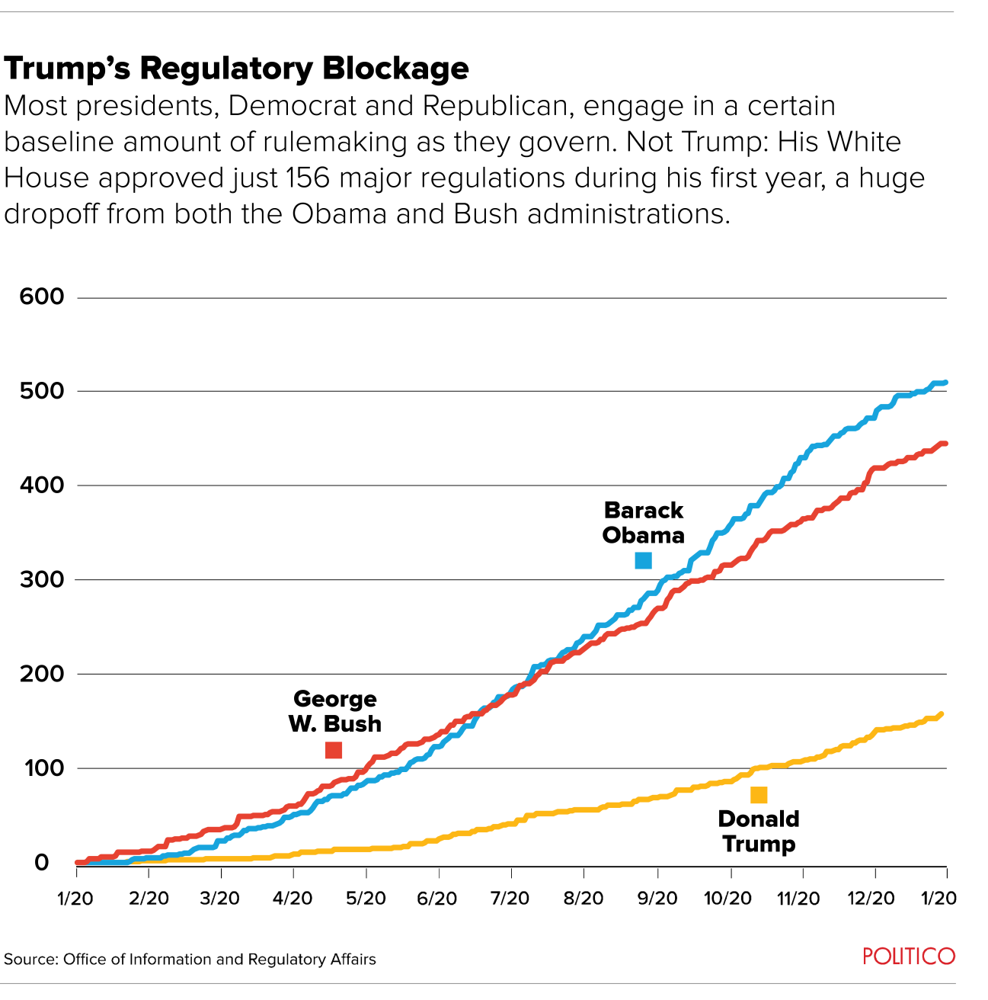 Trump’s Regulatory Blockage
Most presidents, Democrat and Republican, engage in a certain
baseline amount of rulemaking as they govern. Not Trump: His White
House approved just 156 major regulations during his first year, a huge
dropoff from both the Obama and Bush administrations.
600
500
400
Barack
Obama
300
200
George
W. Bush
100
Donald
Trump
0
1/20 2/20 3/20 4/20 5/20 6/20 7/20 8/20 9/20 10/20 11/20 12/20 1/20
Source: Office of Information and Regulatory Affairs
POLITICO